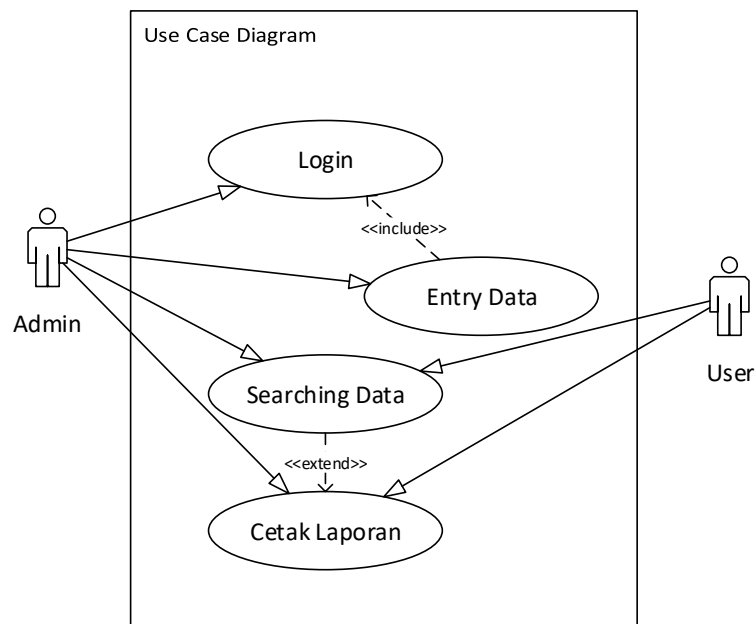 Use Case Diagram
Login
<<include>>
Entry Data
Admin
User
Searching Data
<<extend>>
Cetak Laporan